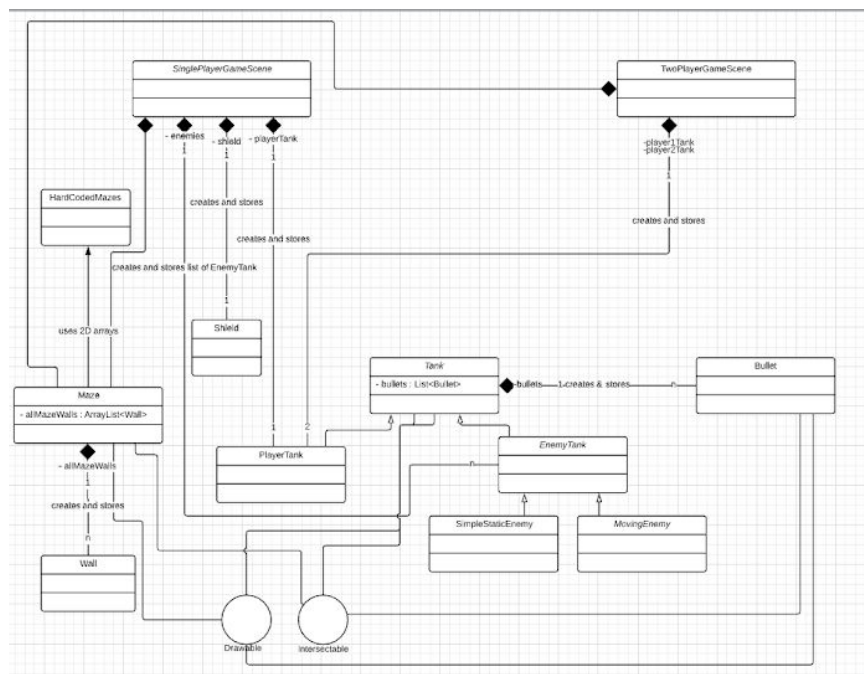 SinglePlayerGameScene
TwoPlayerGameScene
- enemies
1
- shield
1
- playerTank
1
-player1Tank
-player2Tank
1
HardCodedMazes
creates and stores
creates and stores
creates and stores
creates and stores list of EnemyTank
1
Shield
uses 2D arrays
Tank
- bullets : List<Bullet>
-bullets
1
creates & stores
n
Bullet
Maze
- allMazeWalls : ArrayList<Wall>
1
2
PlayerTank
EnemyTank
n
- allMazeWalls
1
creates and stores
n
SimpleStaticEnemy
MovingEnemy
Wall
Drawable
Intersectable